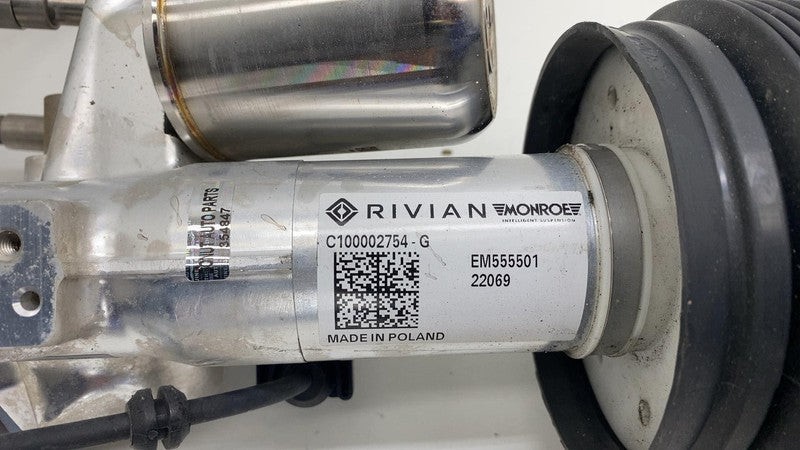 RIVIAN MONROE
INTELLIGENT SUSPENSION
C100002754-G
EM555501
22069
MADE IN POLAND
AUTO PARTS